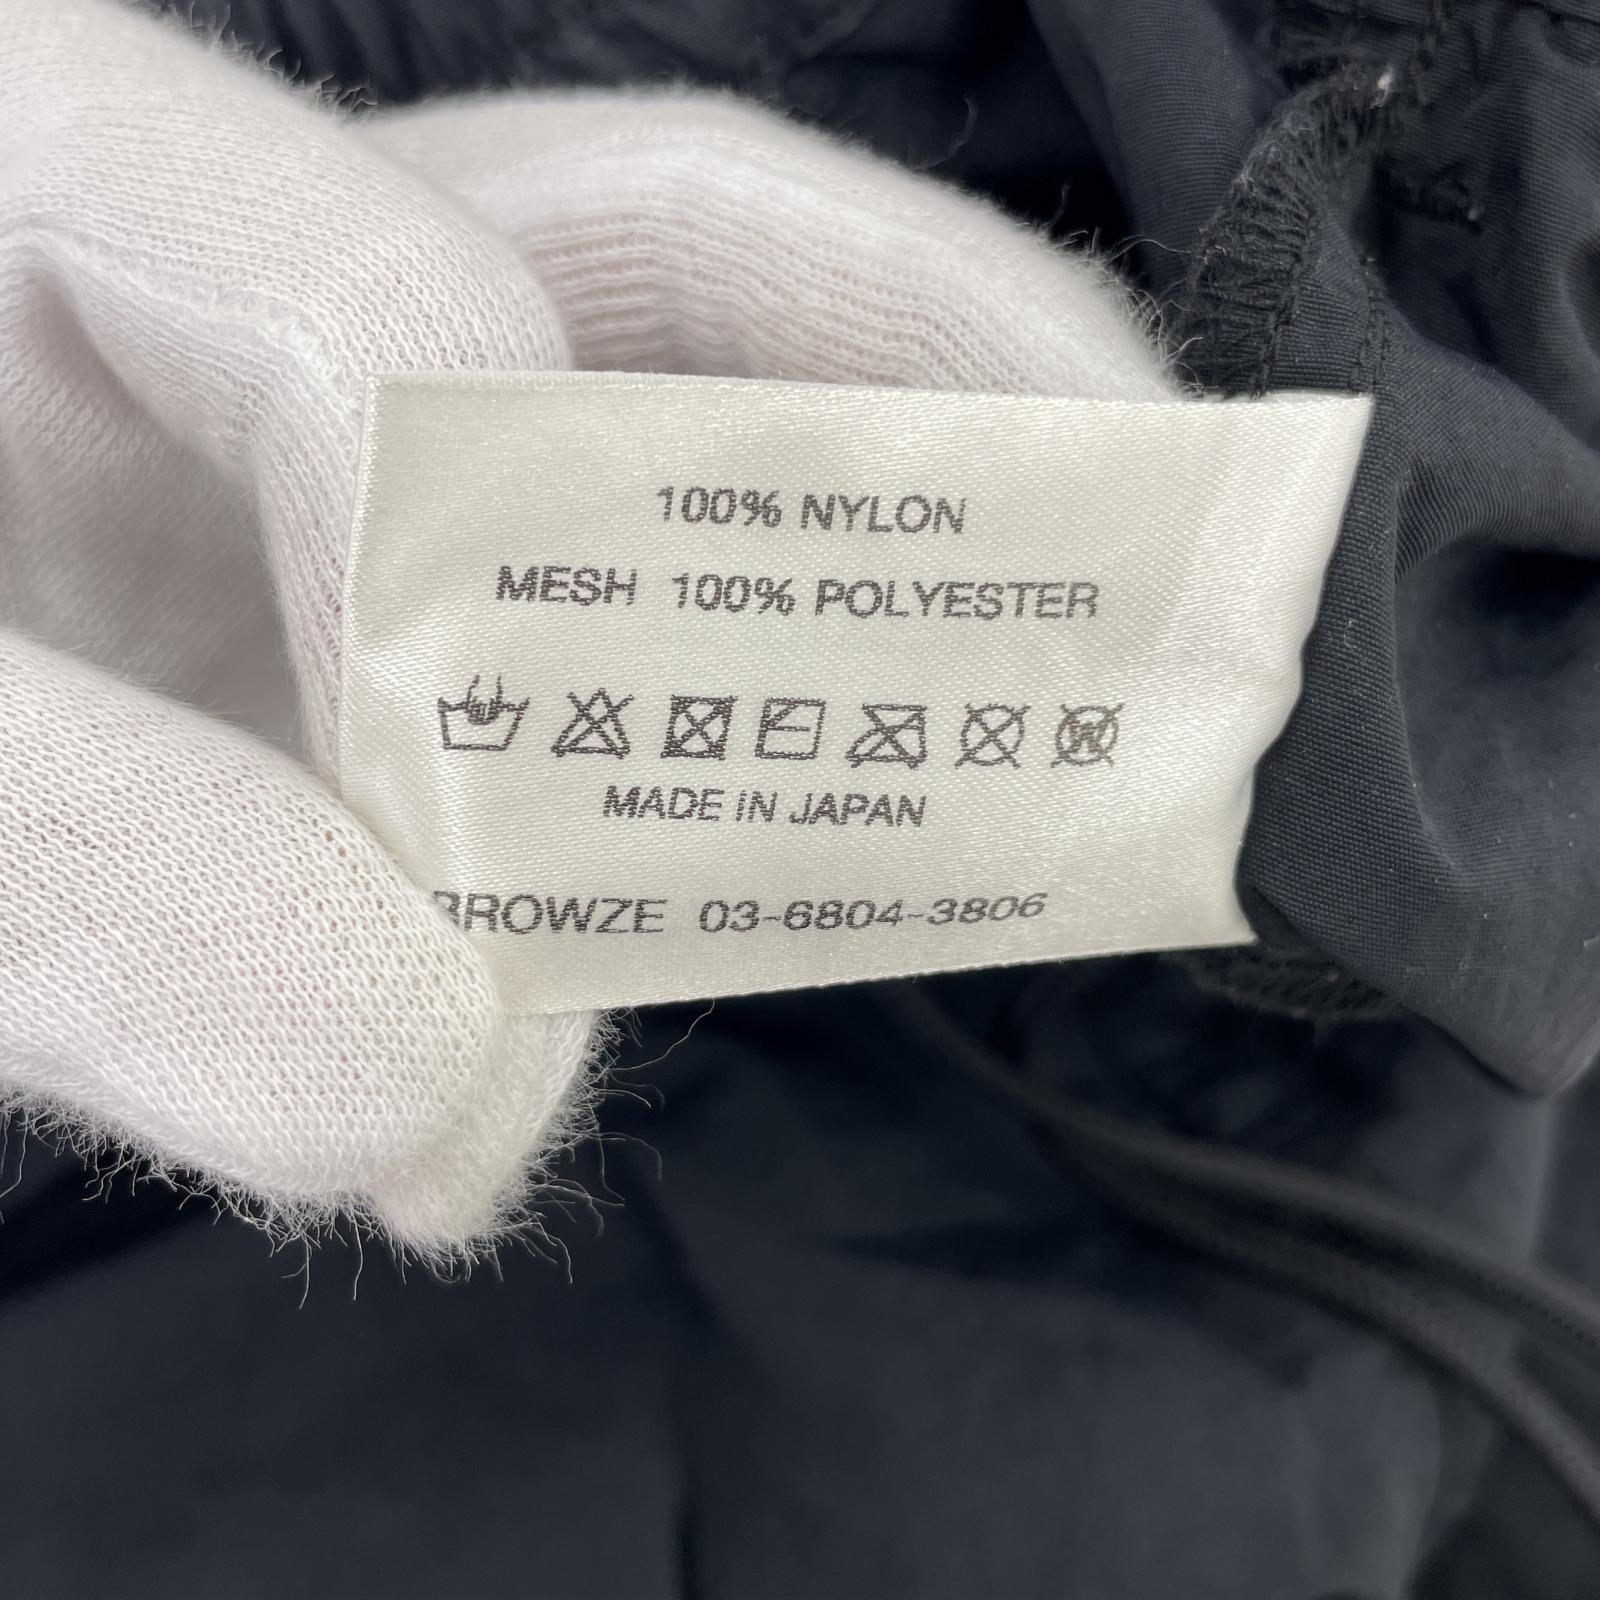 100% NYLON
MESH 100% POLYESTER
MADE IN JAPAN
BROWZE 03-6804-3806